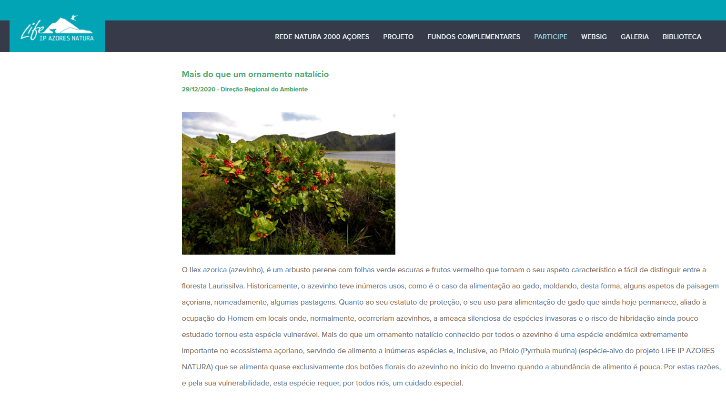 Life
IP AZORES NATURA
REDE NATURA 2000 AÇORES PROJETO FUNDOS COMPLEMENTARES PARTICIPE WEBSIG GALERIA BIBLIOTECA
Mais do que um ornamento natalício
29/12/2020 - Direção Regional do Ambiente
O Ilex azorica (azevinho), é um arbusto perene com folhas verde escuras e frutos vermelho que tornam o seu aspeto característico e fácil de distinguir entre a
floresta Laurissilva. Historicamente, o azevinho teve inúmeros usos, como é o caso da alimentação ao gado, moldando, desta forma, alguns aspetos da paisagem
açoriana, nomeadamente, algumas pastagens. Quanto ao seu estatuto de proteção, o seu uso para alimentação de gado que ainda hoje permanece, aliado à
ocupação do Homem em locais onde, normalmente, ocorreriam azevinhos, a ameaça silenciosa de espécies invasoras e o risco de hibridação ainda pouco
estudado tornou esta espécie vulnerável. Mais do que um ornamento natalício conhecido por todos o azevinho é uma espécie endémica extremamente
importante no ecossistema açoriano, servindo de alimento a inúmeras espécies e, inclusive, ao Priolo (Pyrrhula murina) (espécie-alvo do projeto LIFE IP AZORES
NATURA) que se alimenta quase exclusivamente dos botões florais do azevinho no início do Inverno quando a abundância de alimento é pouca. Por estas razões,
e pela sua vulnerabilidade, esta espécie requer, por todos nós, um cuidado especial.